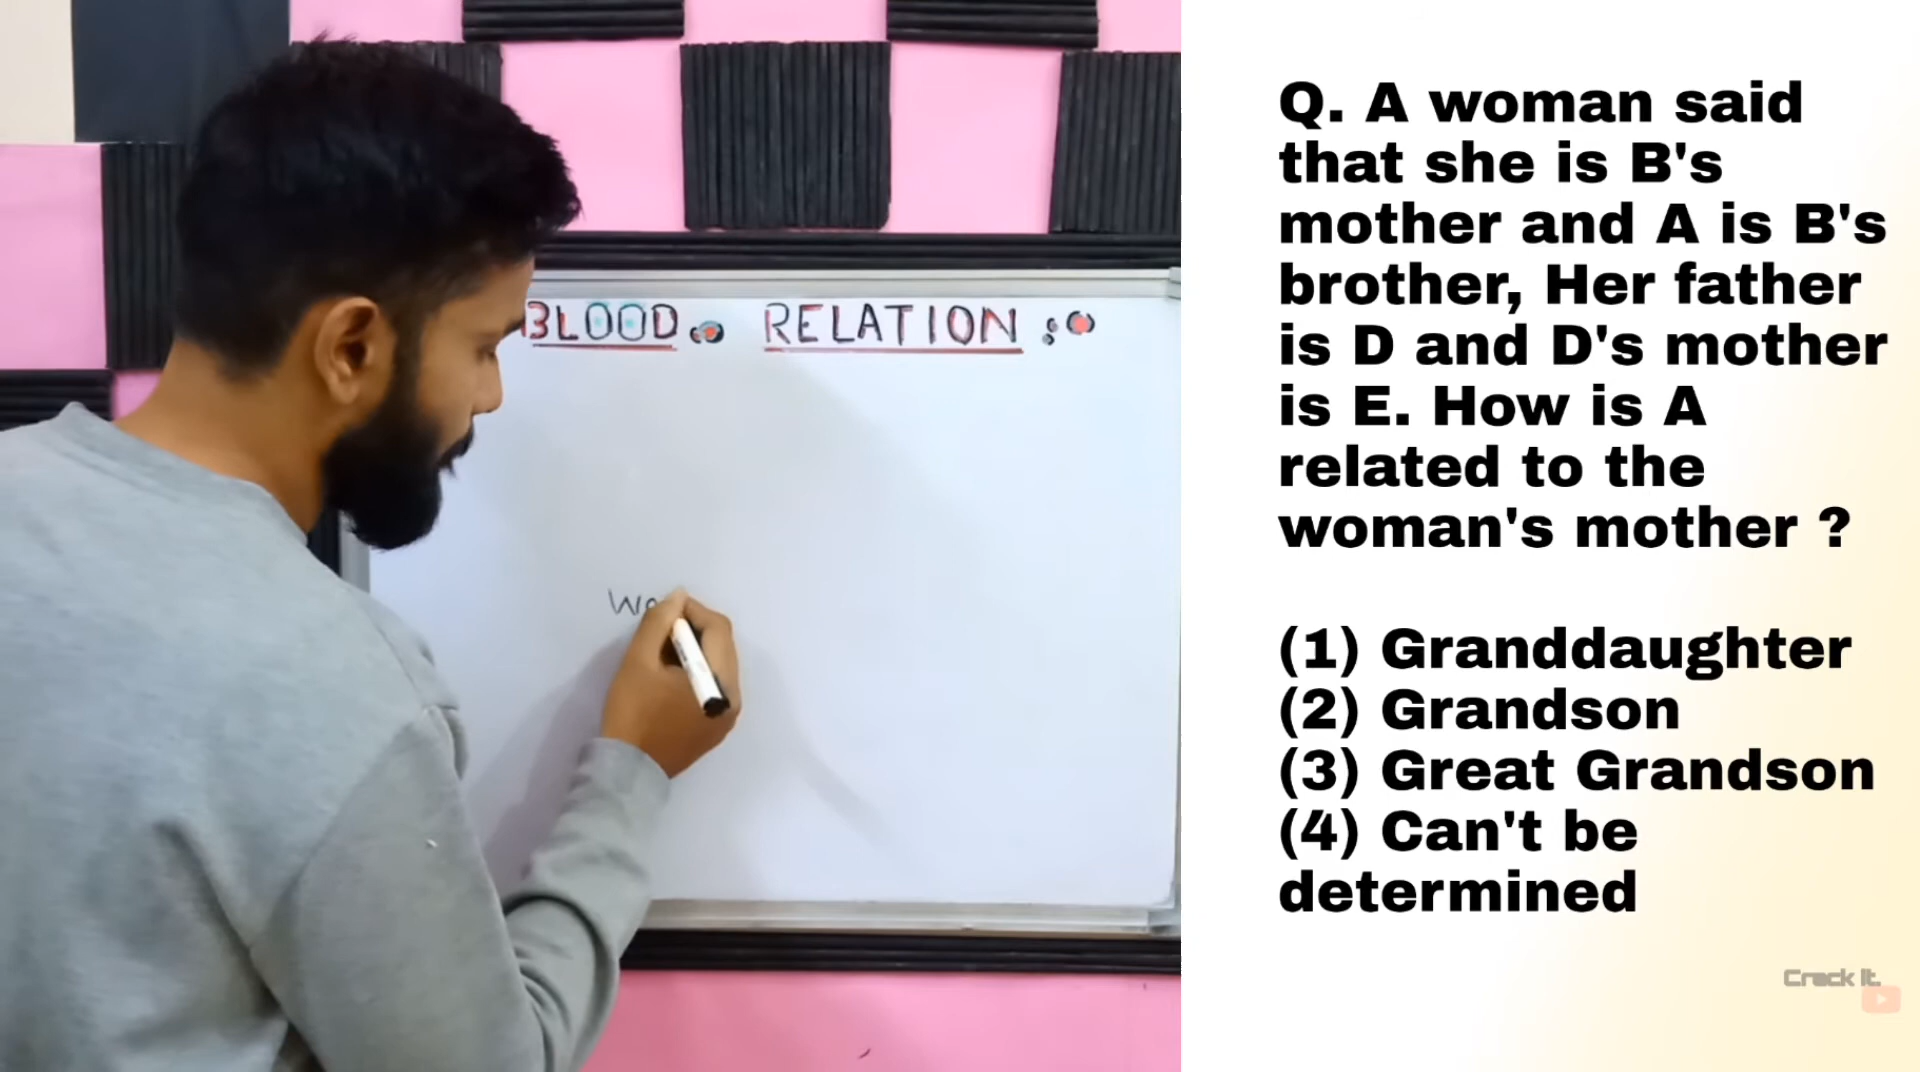 BLOOD RELATION :
Q. A woman said
that she is B's
mother and A is B's
brother, Her father
is D and D's mother
is E. How is A
related to the
woman's mother ?
(1) Granddaughter
(2) Grandson
(3) Great Grandson
(4) Can't be
determined
Crack It.